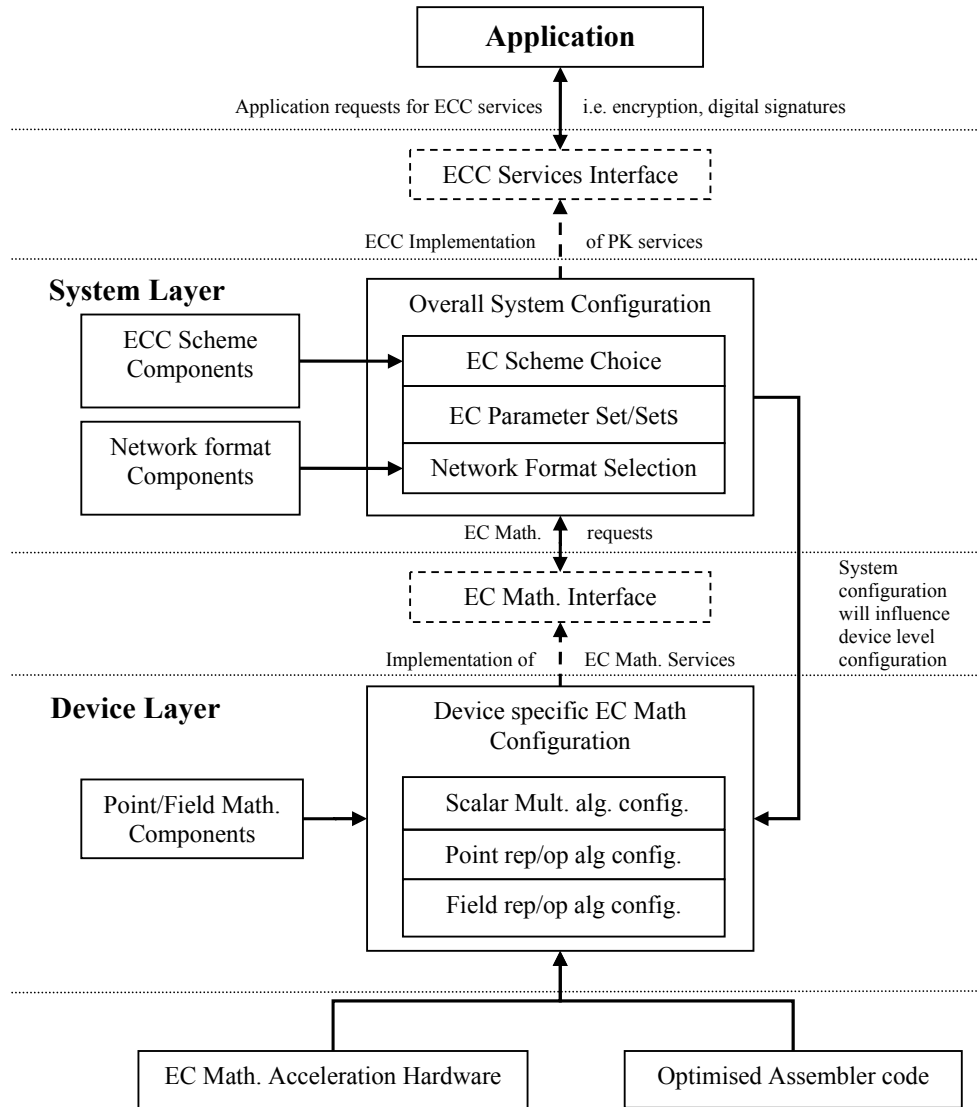 Application
Application requests for ECC services
i.e. encryption, digital signatures
ECC Services Interface
ECC Implementation
of PK services
System Layer
Overall System Configuration
ECC Scheme
Components
EC Scheme Choice
EC Parameter Set/Sets
Network format
Components
Network Format Selection
EC Math.
requests
EC Math. Interface
System
configuration
will influence
device level
configuration
Implementation of
EC Math. Services
Device Layer
Device specific EC Math
Configuration
Point/Field Math.
Components
Scalar Mult. alg. config.
Point rep/op alg config.
Field rep/op alg config.
EC Math. Acceleration Hardware
Optimised Assembler code